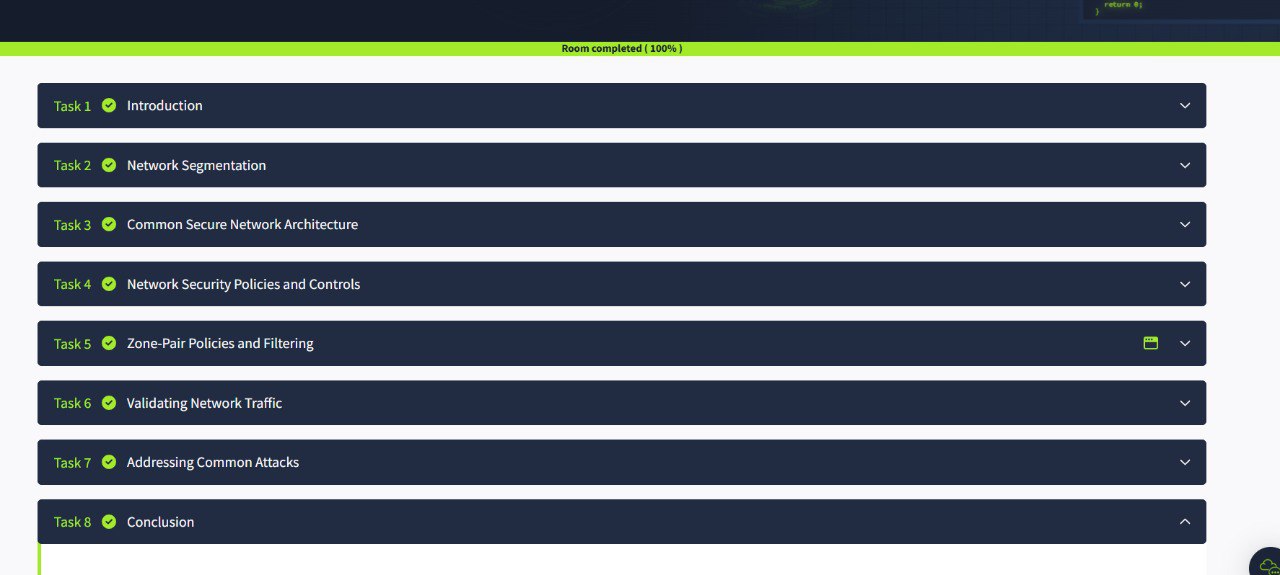 return 0;
}
Room completed ( 100% )
Task 1 Introduction
Task 2 Network Segmentation
Task 3 Common Secure Network Architecture
Task 4 Network Security Policies and Controls
Task 5 Zone-Pair Policies and Filtering
Task 6 Validating Network Traffic
Task 7 Addressing Common Attacks
Task 8 Conclusion